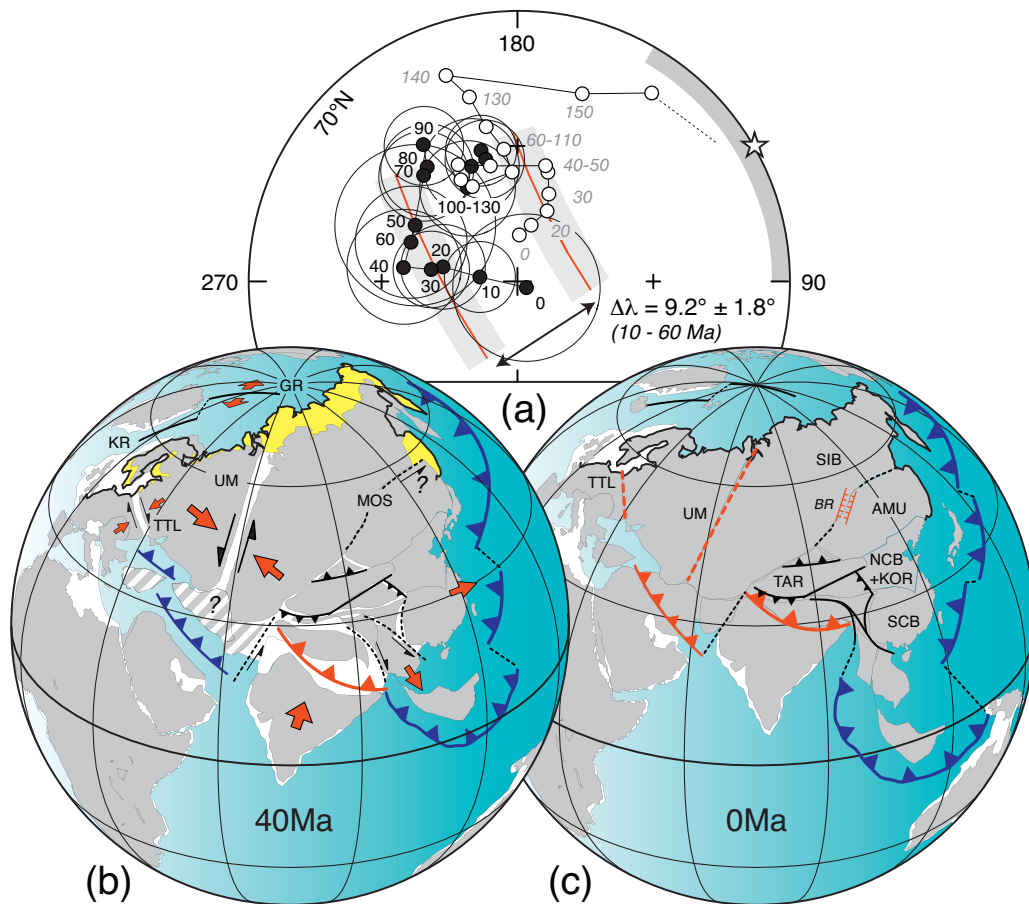 180
140
130
150
70°N
90
60-110
80
70
40-50
100-130
30
50
60
20
20
40
0
270
30
10
0
90
Δλ = 9.2° ± 1.8°
(10 - 60 Ma)
(a)
GR
KR
UM
?
MOS
TTL
?
40Ma
(b)
SIB
TTL
BR
AMU
UM
NCB
+KOR
TAR
SCB
0Ma
(c)